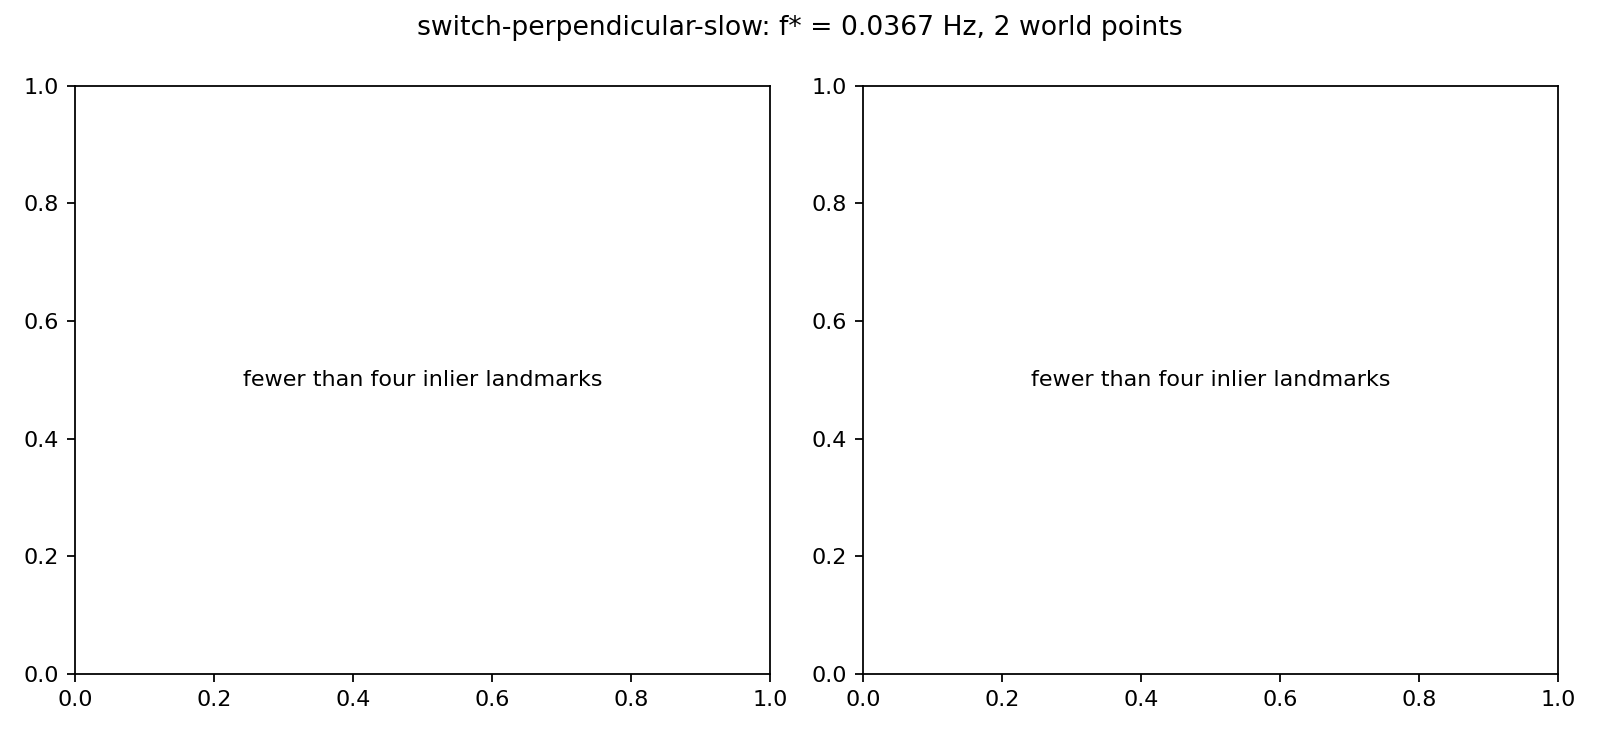 switch-perpendicular-slow: f* = 0.0367 Hz, 2 world points
1.0
0.8
0.6
0.4
0.2
0.0
fewer than four inlier landmarks
0.0 0.2 0.4 0.6 0.8 1.0
1.0
0.8
0.6
0.4
0.2
0.0
fewer than four inlier landmarks
0.0 0.2 0.4 0.6 0.8 1.0